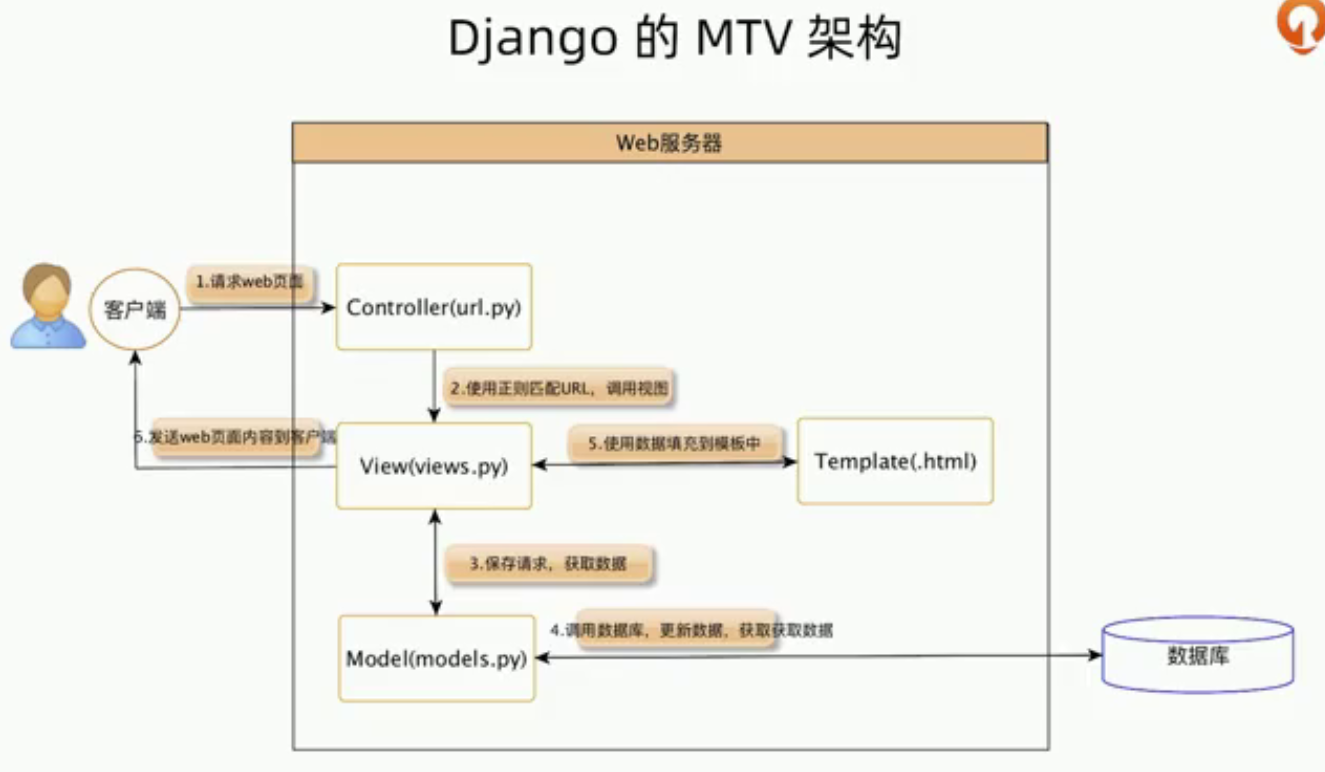 Django 的 MTV 架构
Web服务器
1.请求web页面
客户端
Controller(url.py)
2.使用正则匹配URL，调用视图
6.发送web页面内容到客户端
View(views.py)
5.使用数据填充到模板中
Template(.html)
3.保存请求，获取数据
4.调用数据库，更新数据，获取获取数据
Model(models.py)
数据库